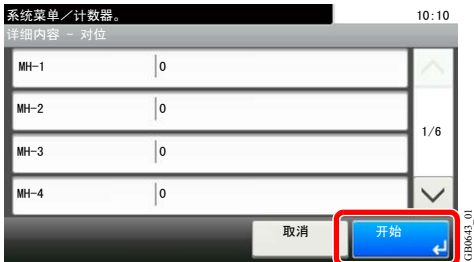 系统菜单／计数器。 10:10
详细内容 - 对位
MH-1 0
MH-2 0
1/6
MH-3 0
MH-4 0
取消 开始
GB0643_01